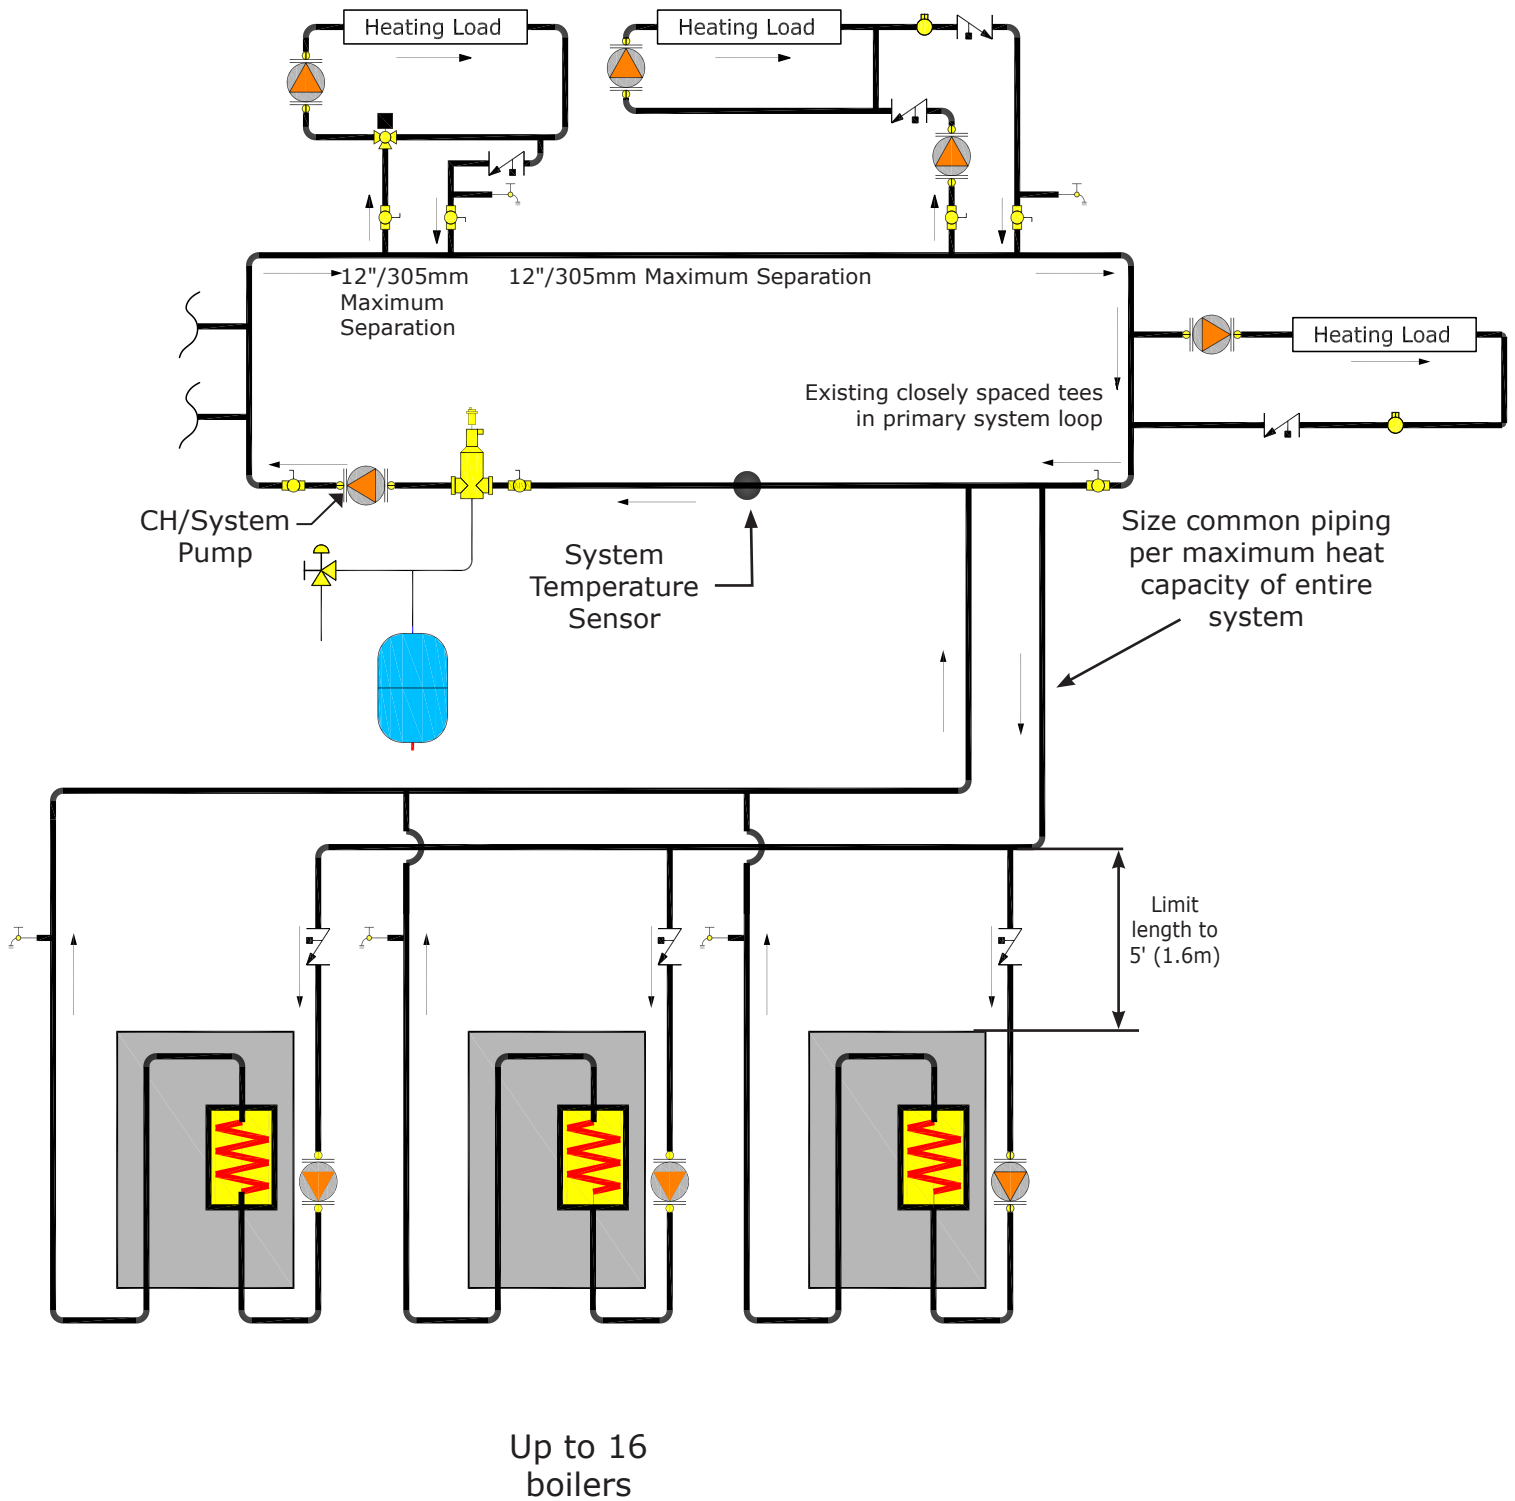 Heating Load
Heating Load
12"/305mm
Maximum
Separation
12"/305mm Maximum Separation
Heating Load
Existing closely spaced tees
in primary system loop
CH/System
Pump
System
Temperature
Sensor
Size common piping
per maximum heat
capacity of entire
system
Limit
length to
5' (1.6m)
Up to 16
boilers